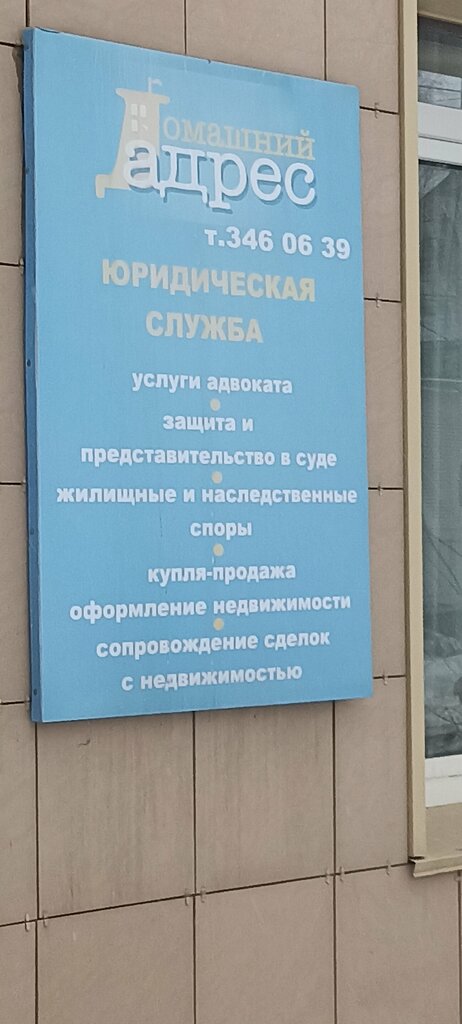 Домашний
адрес
т.346 06 39
ЮРИДИЧЕСКАЯ
СЛУЖБА
услуги адвоката
защита и
представительство в суде
жилищные и наследственные
споры
купля-продажа
оформление недвижимости
сопровождение сделок
с недвижимостью